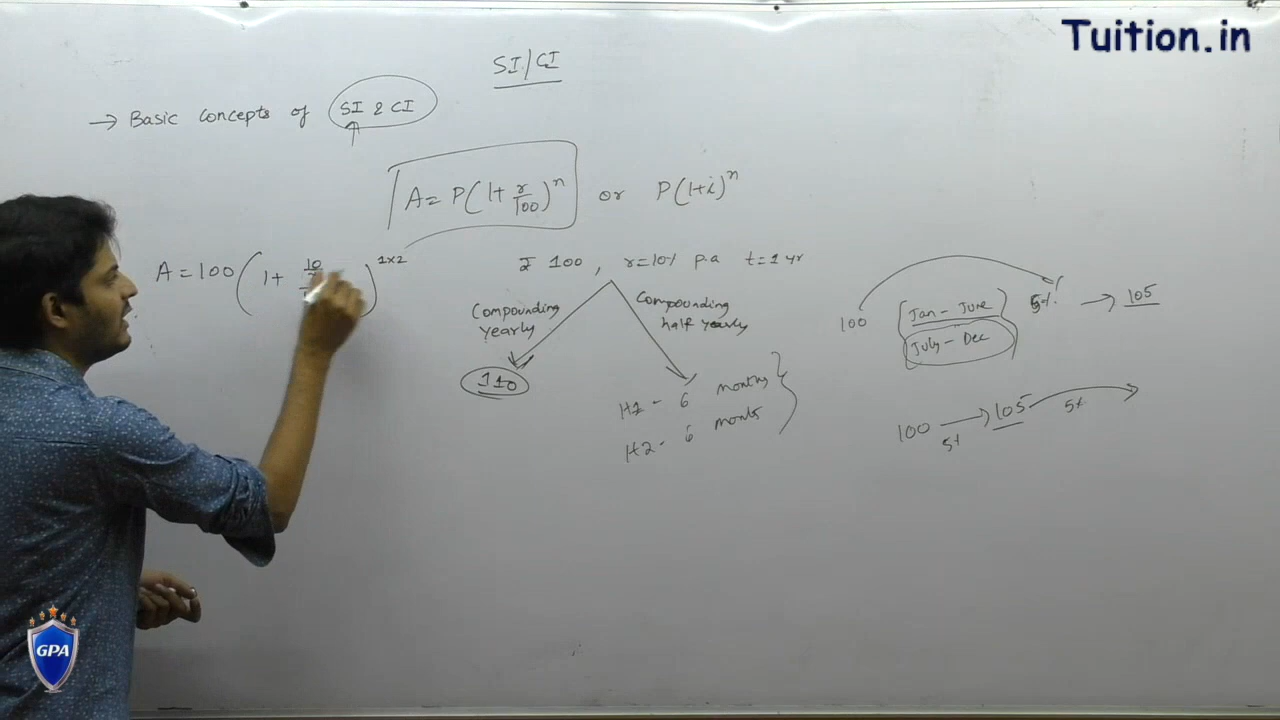 Tuition.in
SI/CI
→ Basic concepts of SI & CI
A = P(1+ r/100)^n or P(1+i)^n
A = 100(1+ 10/ )^1×2
₹ 100, r=10% p.a t=1 yr
Compounding yearly
110
Compounding half yearly
H1 - 6 months
H2 - 6 months
100
Jan - June 5% → 105
July - Dec
100 → 105
5% 5%
GPA